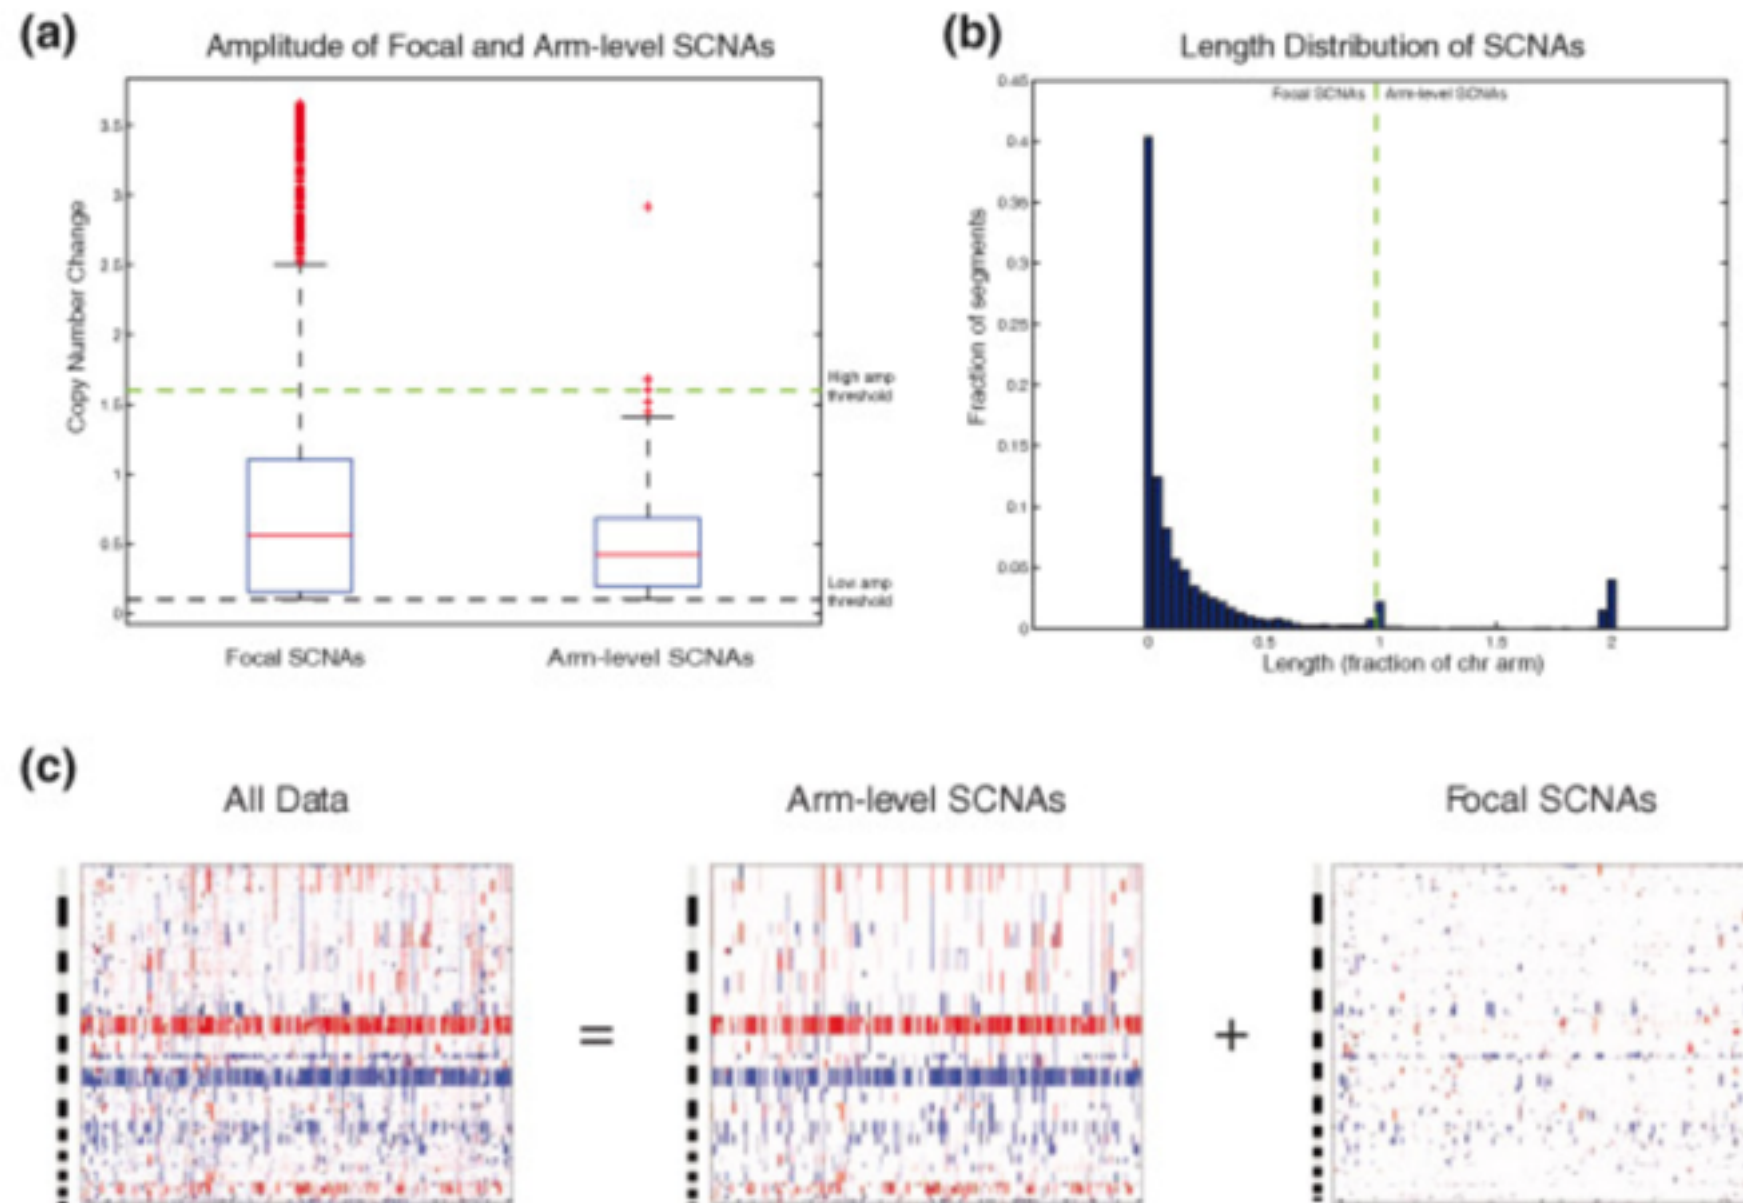 (a)
Amplitude of Focal and Arm-level SCNAs
Copy Number Change
3.5
3
2.5
2
1.5
1
0.5
0
High amp
threshold
Low amp
threshold
Focal SCNAs
Arm-level SCNAs
(b)
Length Distribution of SCNAs
Focal SCNAs
Arm-level SCNAs
Fraction of segments
0.45
0.4
0.35
0.3
0.25
0.2
0.15
0.1
0.05
0
0
0.5
1
1.5
2
Length (fraction of chr arm)
(c)
All Data
Arm-level SCNAs
Focal SCNAs
=
+